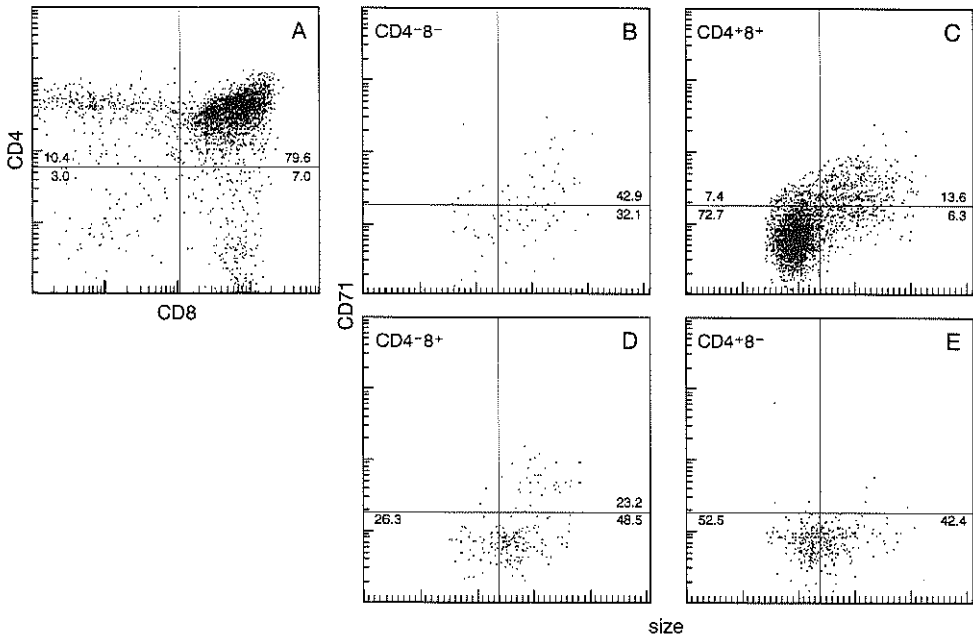 A
CD4
10.4
79.6
3.0
7.0
CD8
CD4-8-
B
42.9
32.1
CD4+8+
C
7.4
13.6
72.7
6.3
CD71
CD4-8+
D
23.2
26.3
48.5
CD4+8-
E
52.5
42.4
size